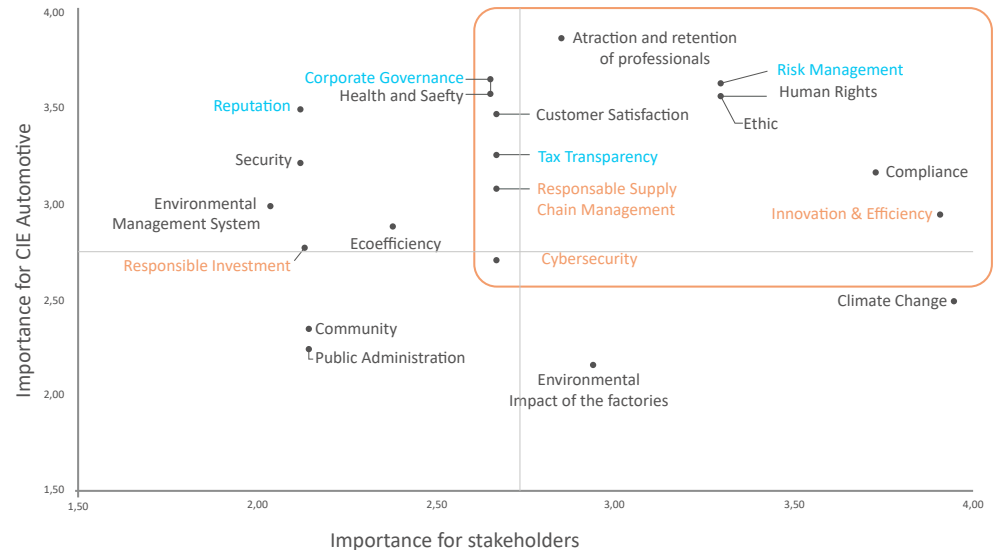 4,00
Atraction and retention
of professionals
Corporate Governance
Risk Management
Health and Saefty
Human Rights
3,50
Reputation
Customer Satisfaction
Ethic
Security
Tax Transparency
Compliance
Environmental
Management System
Responsable Supply
Chain Management
3,00
Innovation & Efficiency
Ecoefficiency
Responsible Investment
Cybersecurity
2,50
Climate Change
Community
Public Administration
2,00
Environmental
Impact of the factories
1,50
Importance for CIE Automotive
1,50
2,00
2,50
3,00
3,50
4,00
Importance for stakeholders